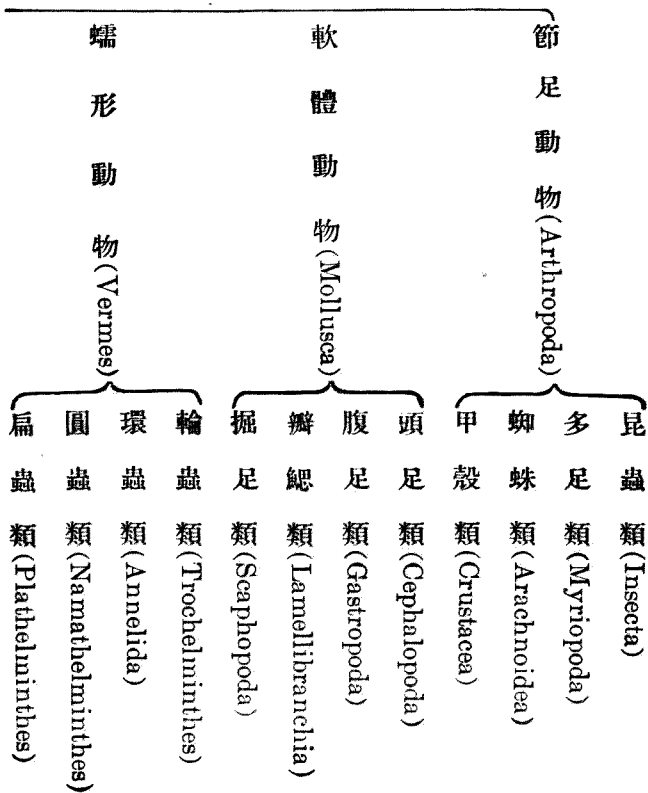 節足動物(Arthropoda)
昆蟲類(Insecta)
多足類(Myriopoda)
蜘蛛類(Arachnoidea)
甲殼類(Crustacea)
軟體動物(Mollusca)
頭足類(Cephalopoda)
腹足類(Gastropoda)
瓣鰓類(Lamellibranchia)
掘足類(Scaphopoda)
蠕形動物(Vermes)
輪蟲類(Trochelminthes)
環蟲類(Annelida)
圓蟲類(Namathelminthes)
扁蟲類(Plathelminthes)